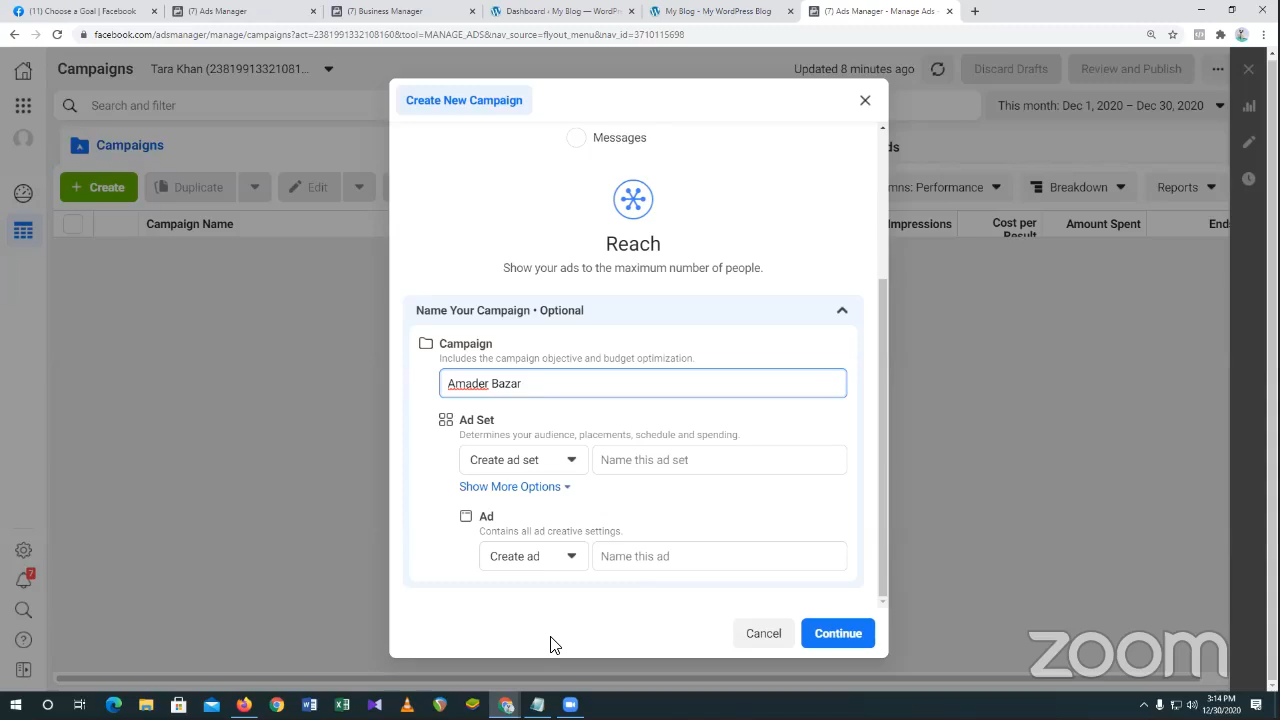 (11) Choose a Goal | Facebook
(7) Ads Manager
(7) Business Manager
Dashboard ‹ My Blog — WordPr
My Blog - My WordPress Blog
Ads Manager - Manage Ads -
facebook.com/adsmanager/manage/campaigns?act=238199133210816&tool=MANAGE_ADS&nav_source=flyout_menu&nav_id=3710115698
Campaigns
Tara Khan (23819913321081...
Updated 8 minutes ago
Discard Drafts
Review and Publish
Search and filter
This month: Dec 1, 2020 – Dec 30, 2020
Campaigns
ds
+ Create
Duplicate
Edit
mns: Performance
Breakdown
Reports
Campaign Name
Impressions
Cost per
Result
Amount Spent
Ends
Create New Campaign
Messages
Reach
Show your ads to the maximum number of people.
Name Your Campaign • Optional
Campaign
Includes the campaign objective and budget optimization.
Amader Bazar
Ad Set
Determines your audience, placements, schedule and spending.
Create ad set
Name this ad set
Show More Options
Ad
Contains all ad creative settings.
Create ad
Name this ad
Cancel
Continue
7
zoom
3:14 PM
12/30/2020